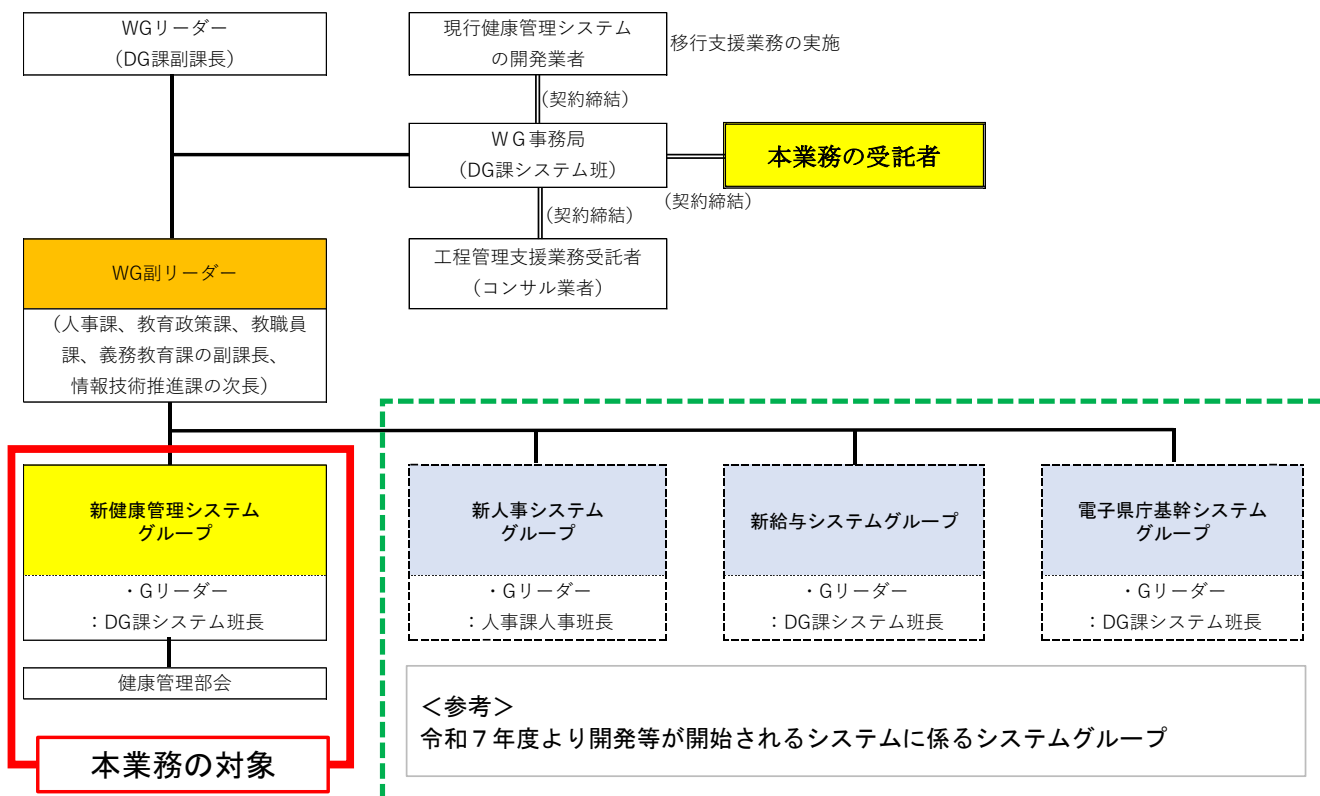 WGリーダー
（DG課副課長）
現行健康管理システム
の開発業者
移行支援業務の実施
（契約締結）
ＷＧ事務局
（DG課システム班）
本業務の受託者
（契約締結）
（契約締結）
工程管理支援業務受託者
（コンサル業者）
WG副リーダー
（人事課、教育政策課、教職員
課、義務教育課の副課長、
情報技術推進課の次長）
新健康管理システム
グループ
・Gリーダー
：DG課システム班長
健康管理部会
本業務の対象
新人事システム
グループ
・Gリーダー
：人事課人事班長
新給与システムグループ
・Gリーダー
：DG課システム班長
電子県庁基幹システム
グループ
・Gリーダー
：DG課システム班長
＜参考＞
令和７年度より開発等が開始されるシステムに係るシステムグループ